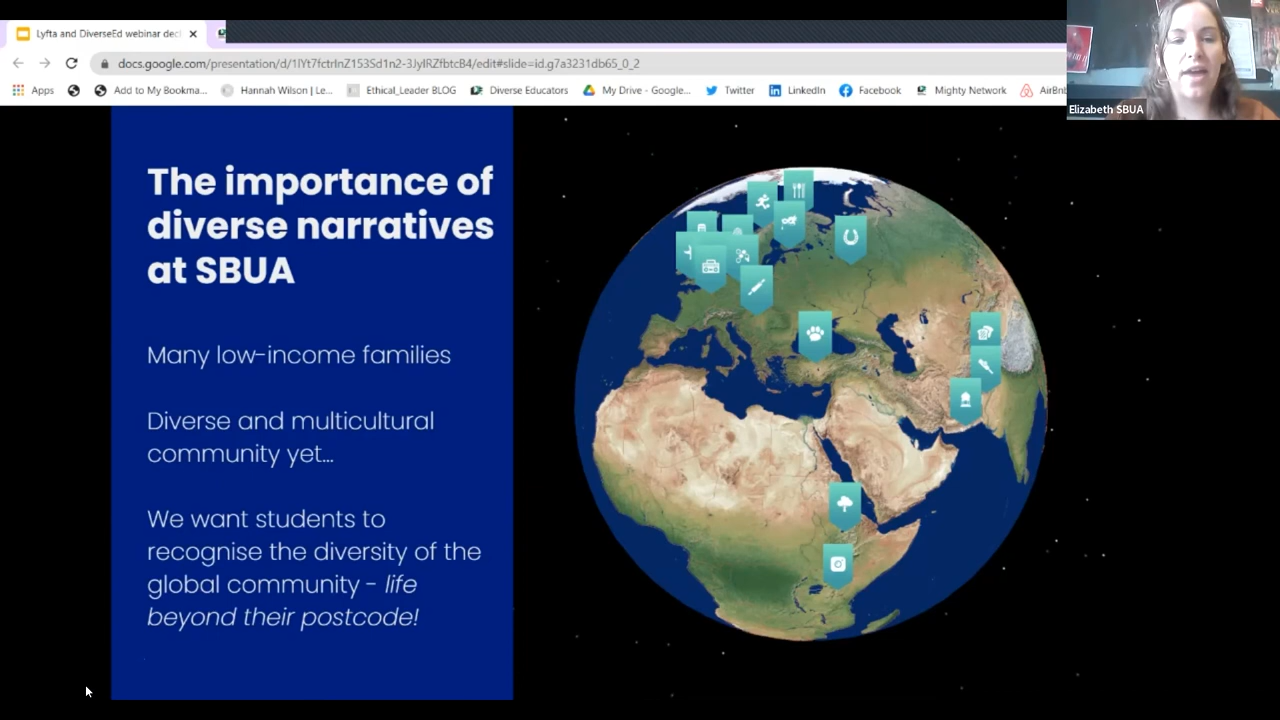 Lyfta and DiverseEd webinar decl
docs.google.com/presentation/d/1lYt7fctrlnZ153Sd1n2-3JylRZfbtcB4/edit#slide=id.g7a3231db65_0_2
Apps
Add to My Bookma...
Hannah Wilson | Le...
Ethical_Leader BLOG
Diverse Educators
My Drive - Google...
Twitter
LinkedIn
Facebook
Mighty Network
AirBnb
Elizabeth SBUA
The importance of
diverse narratives
at SBUA
Many low-income families
Diverse and multicultural
community yet...
We want students to
recognise the diversity of the
global community - life
beyond their postcode!